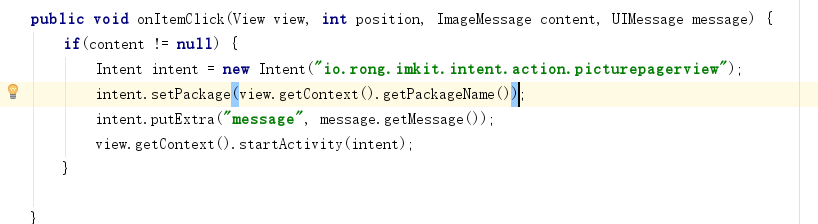 public void onItemClick(View view, int position, ImageMessage content, UIMessage message) {
if(content != null) {
Intent intent = new Intent("io.rong.imkit.intent.action.picturepagerview");
intent.setPackage(view.getContext().getPackageName());
intent.putExtra("message", message.getMessage());
view.getContext().startActivity(intent);
}
}